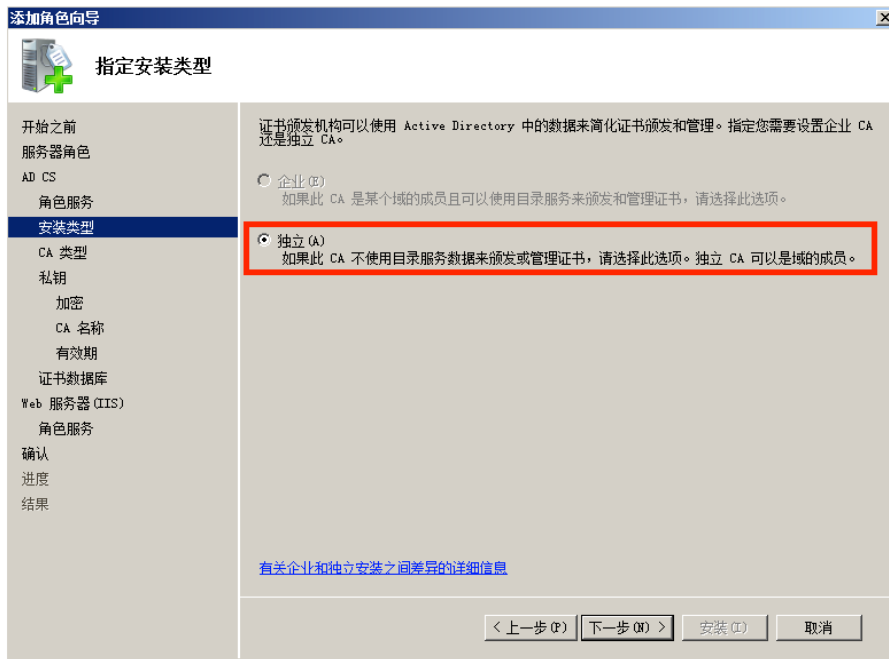 添加角色向导
指定安装类型
开始之前
服务器角色
AD CS
角色服务
安装类型
CA 类型
私钥
加密
CA 名称
有效期
证书数据库
Web 服务器(IIS)
角色服务
确认
进度
结果
证书颁发机构可以使用 Active Directory 中的数据来简化证书颁发和管理。指定您需要设置企业 CA
还是独立 CA。
企业(E)
如果此 CA 是某个域的成员且可以使用目录服务来颁发和管理证书，请选择此选项。
独立(A)
如果此 CA 不使用目录服务数据来颁发或管理证书，请选择此选项。独立 CA 可以是域的成员。
有关企业和独立安装之间差异的详细信息
< 上一步(P)
下一步(N) >
安装(I)
取消